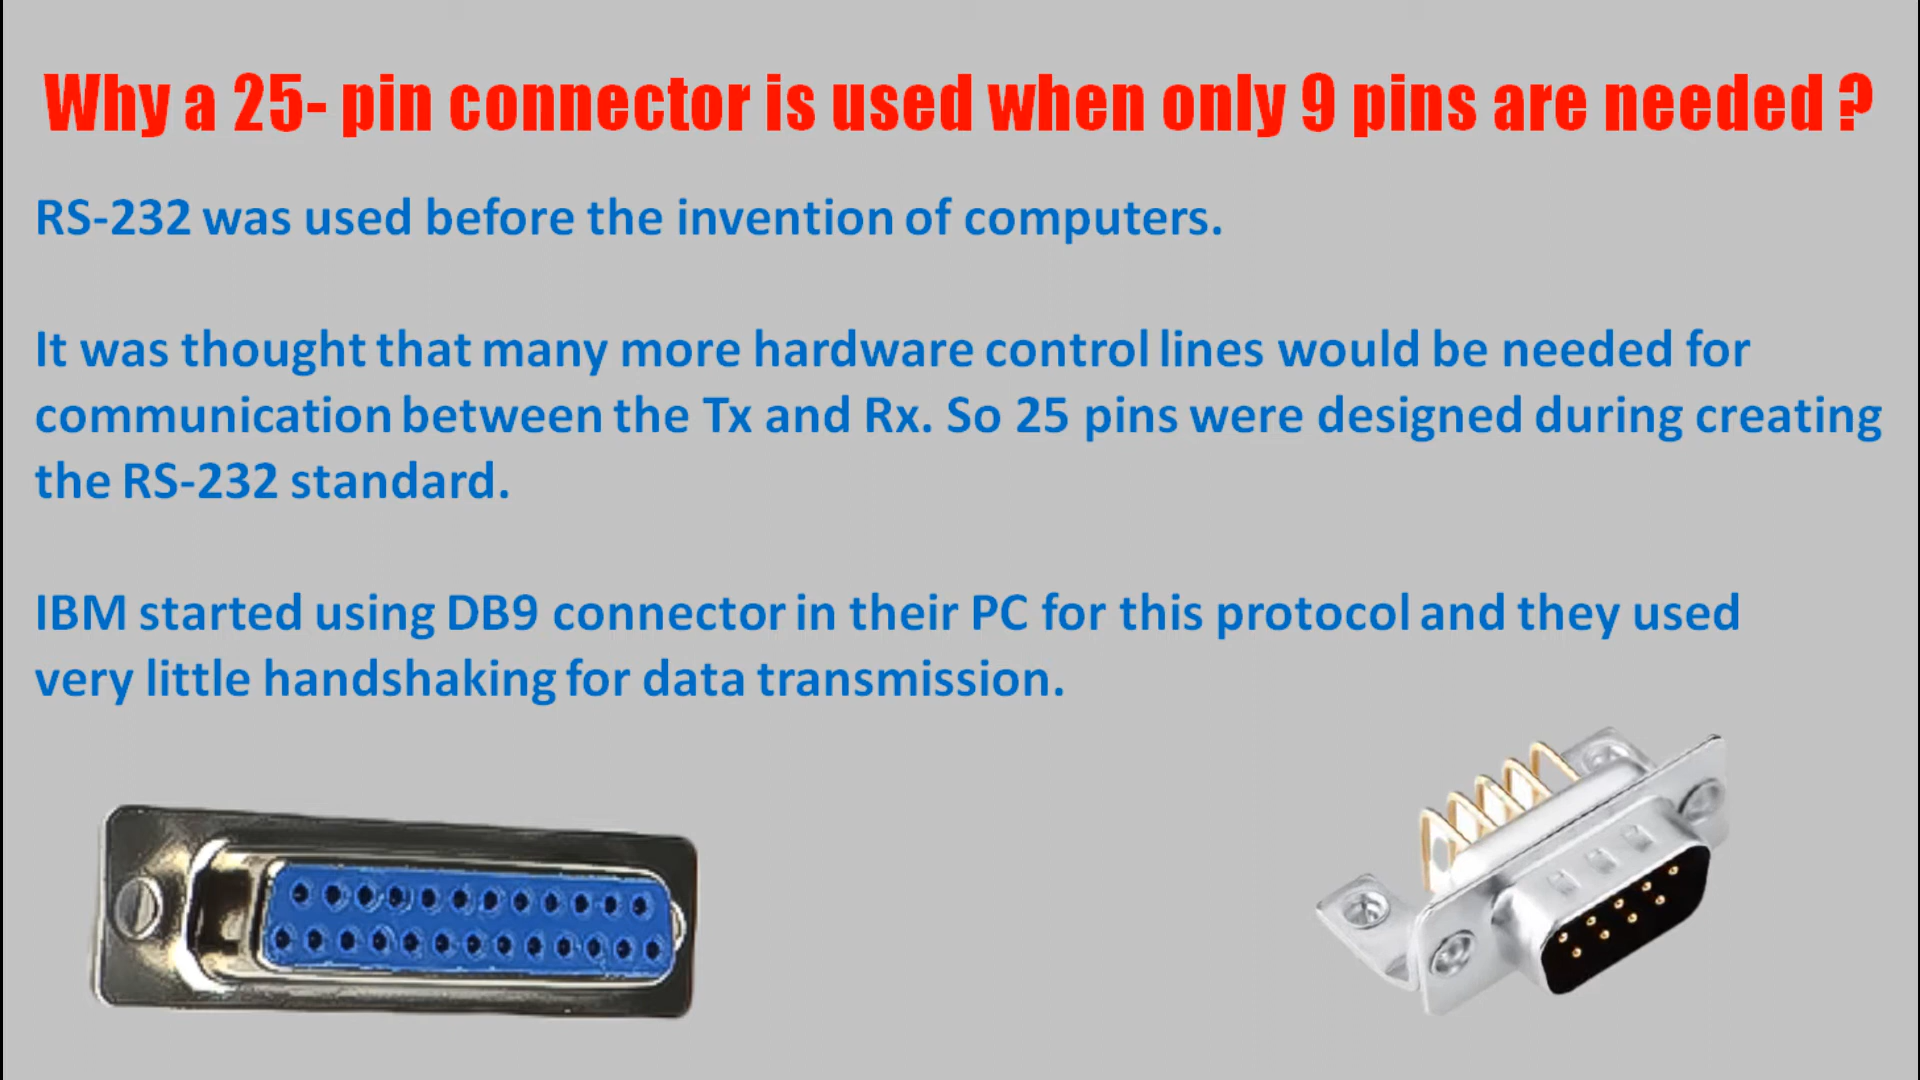 Why a 25- pin connector is used when only 9 pins are needed ?
RS-232 was used before the invention of computers.
It was thought that many more hardware control lines would be needed for
communication between the Tx and Rx. So 25 pins were designed during creating
the RS-232 standard.
IBM started using DB9 connector in their PC for this protocol and they used
very little handshaking for data transmission.